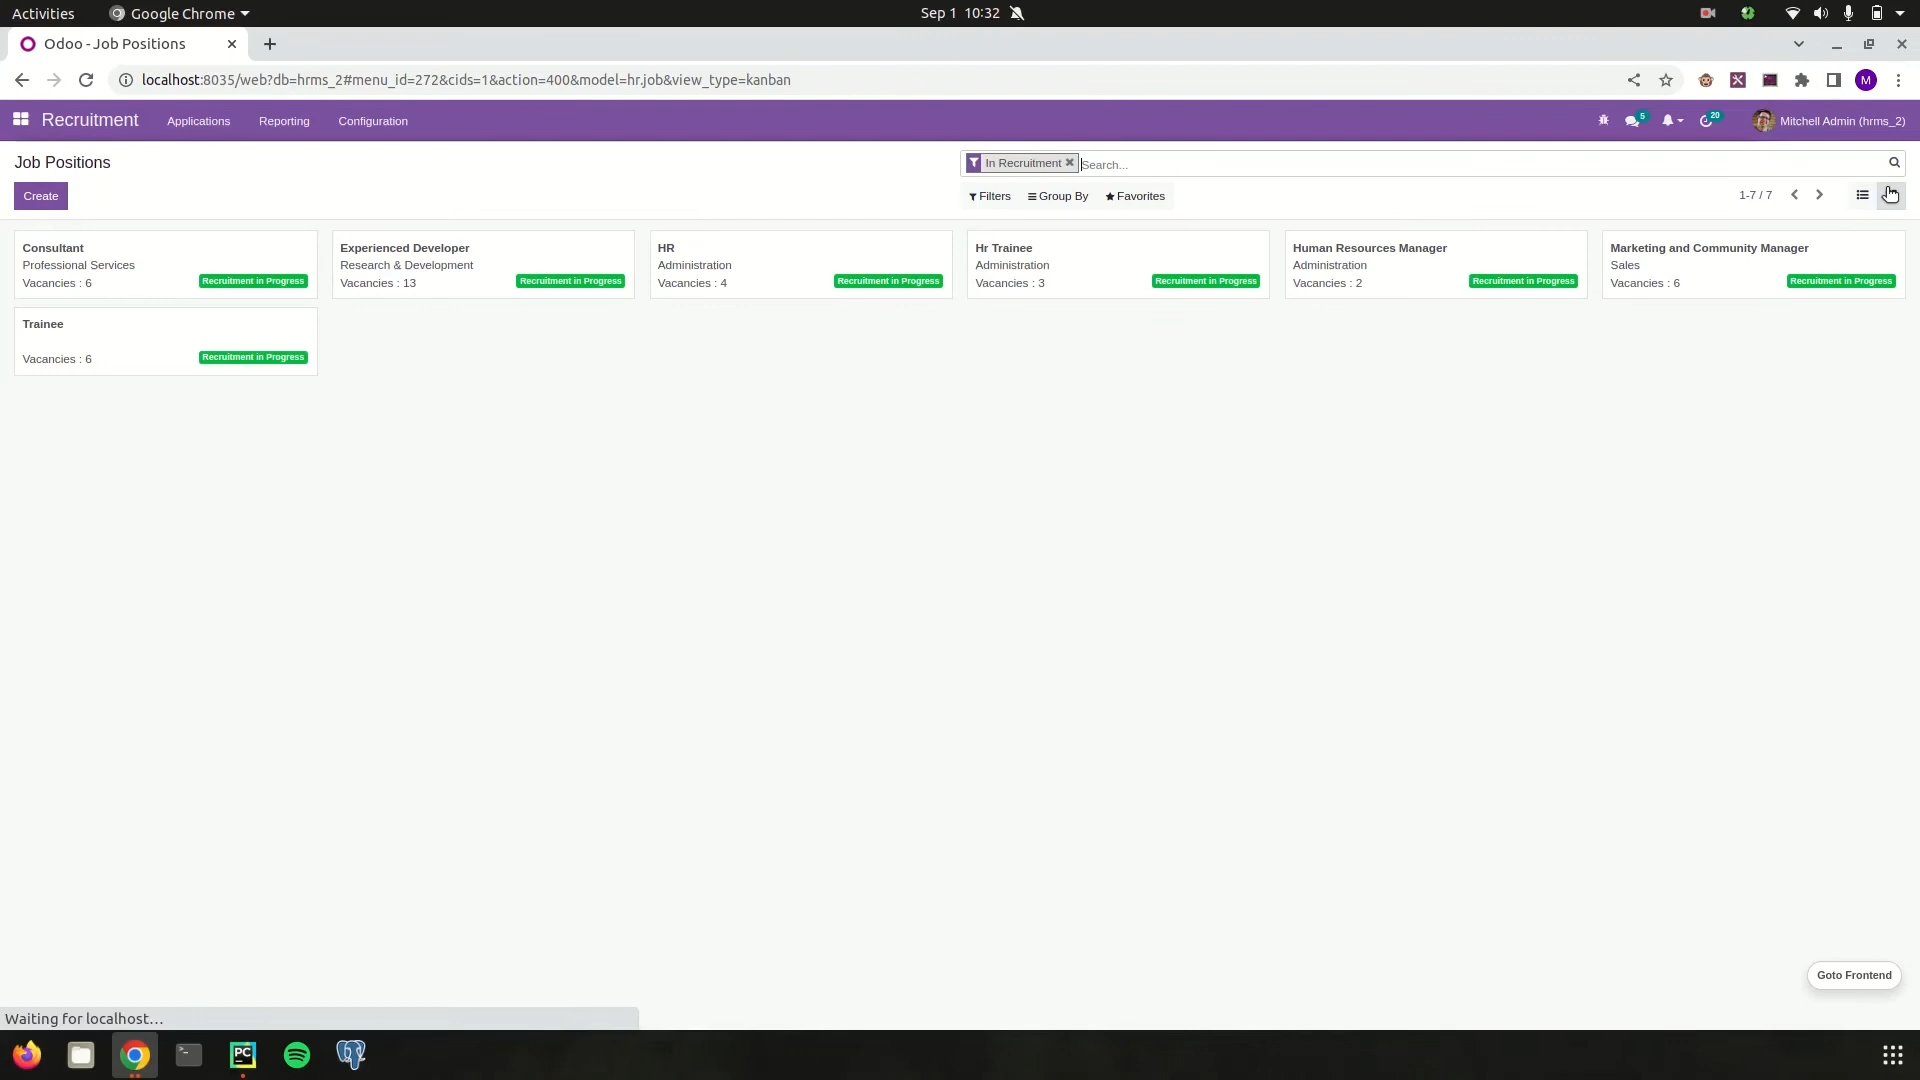 Activities Google Chrome Sep 1 10:32
Odoo - Job Positions
localhost:8035/web?db=hrms_2#menu_id=272&cids=1&action=400&model=hr.job&view_type=kanban M
Recruitment Applications Reporting Configuration 5 20 Mitchell Admin (hrms_2)
Job Positions In Recruitment Search...
Create Filters Group By Favorites 1-7 / 7
Consultant Experienced Developer HR Hr Trainee Human Resources Manager Marketing and Community Manager
Professional Services Research & Development Administration Administration Administration Sales
Vacancies : 6 Recruitment in Progress Vacancies : 13 Recruitment in Progress Vacancies : 4 Recruitment in Progress Vacancies : 3 Recruitment in Progress Vacancies : 2 Recruitment in Progress Vacancies : 6 Recruitment in Progress
Trainee
Vacancies : 6 Recruitment in Progress
Goto Frontend
Waiting for localhost...
PC